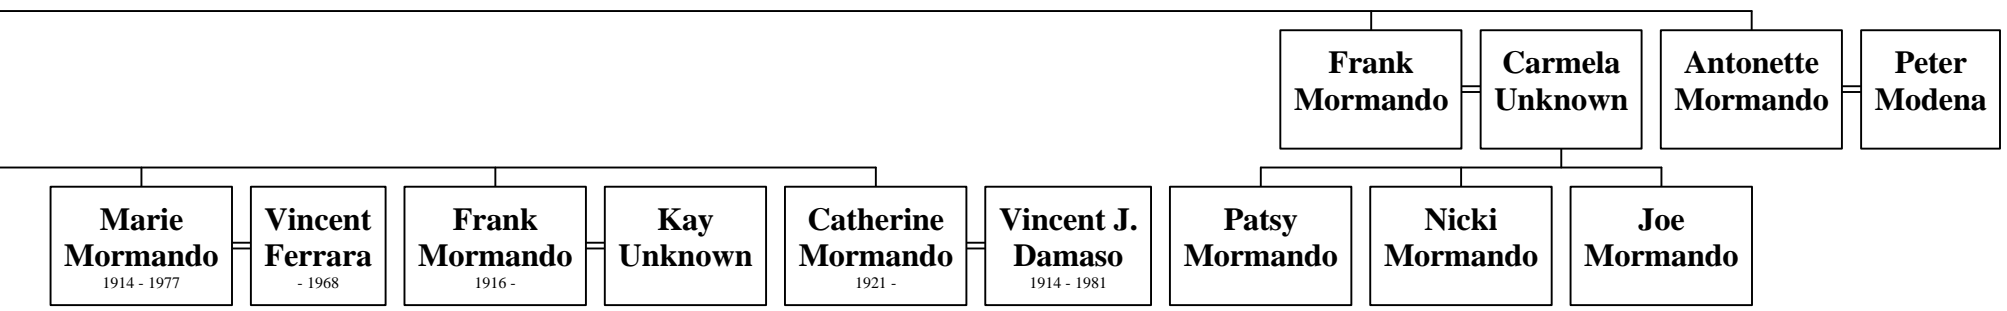 Frank
Mormando
Carmela
Unknown
Antonette
Mormando
Peter
Modena
Marie
Mormando
1914 - 1977
Vincent
Ferrara
- 1968
Frank
Mormando
1916 -
Kay
Unknown
Catherine
Mormando
1921 -
Vincent J.
Damaso
1914 - 1981
Patsy
Mormando
Nicki
Mormando
Joe
Mormando